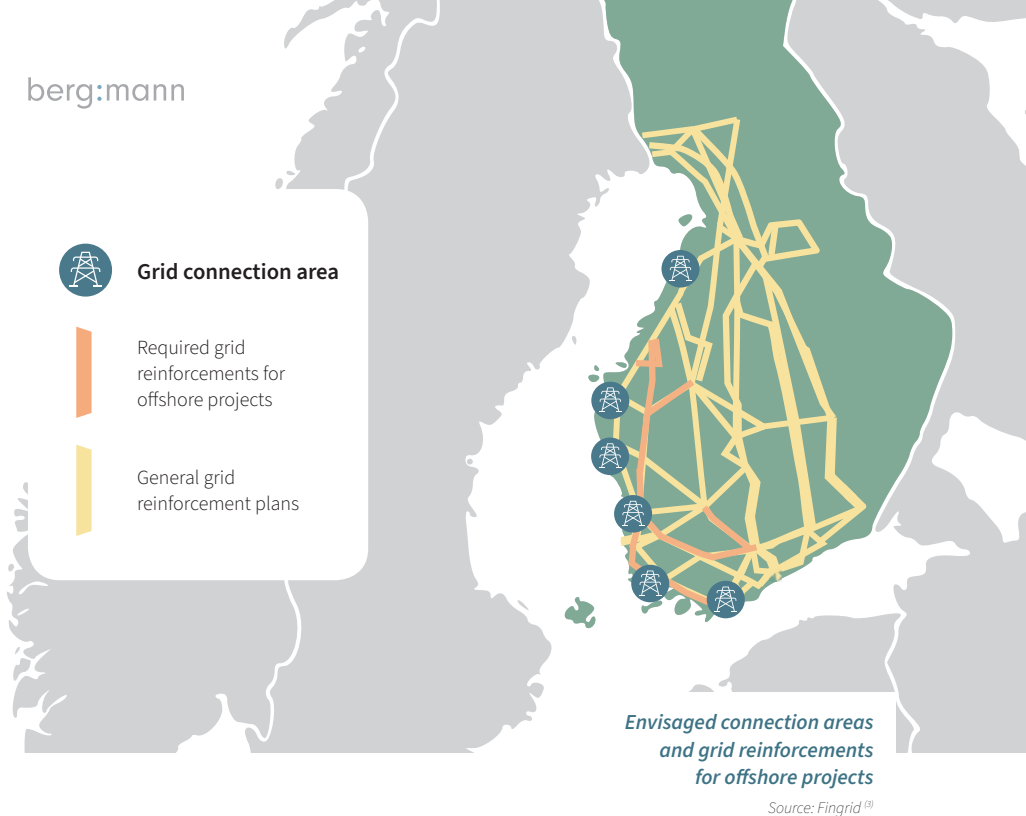 berg:mann
Grid connection area
Required grid
reinforcements for
offshore projects
General grid
reinforcement plans
Envisaged connection areas
and grid reinforcements
for offshore projects
Source: Fingrid (3)